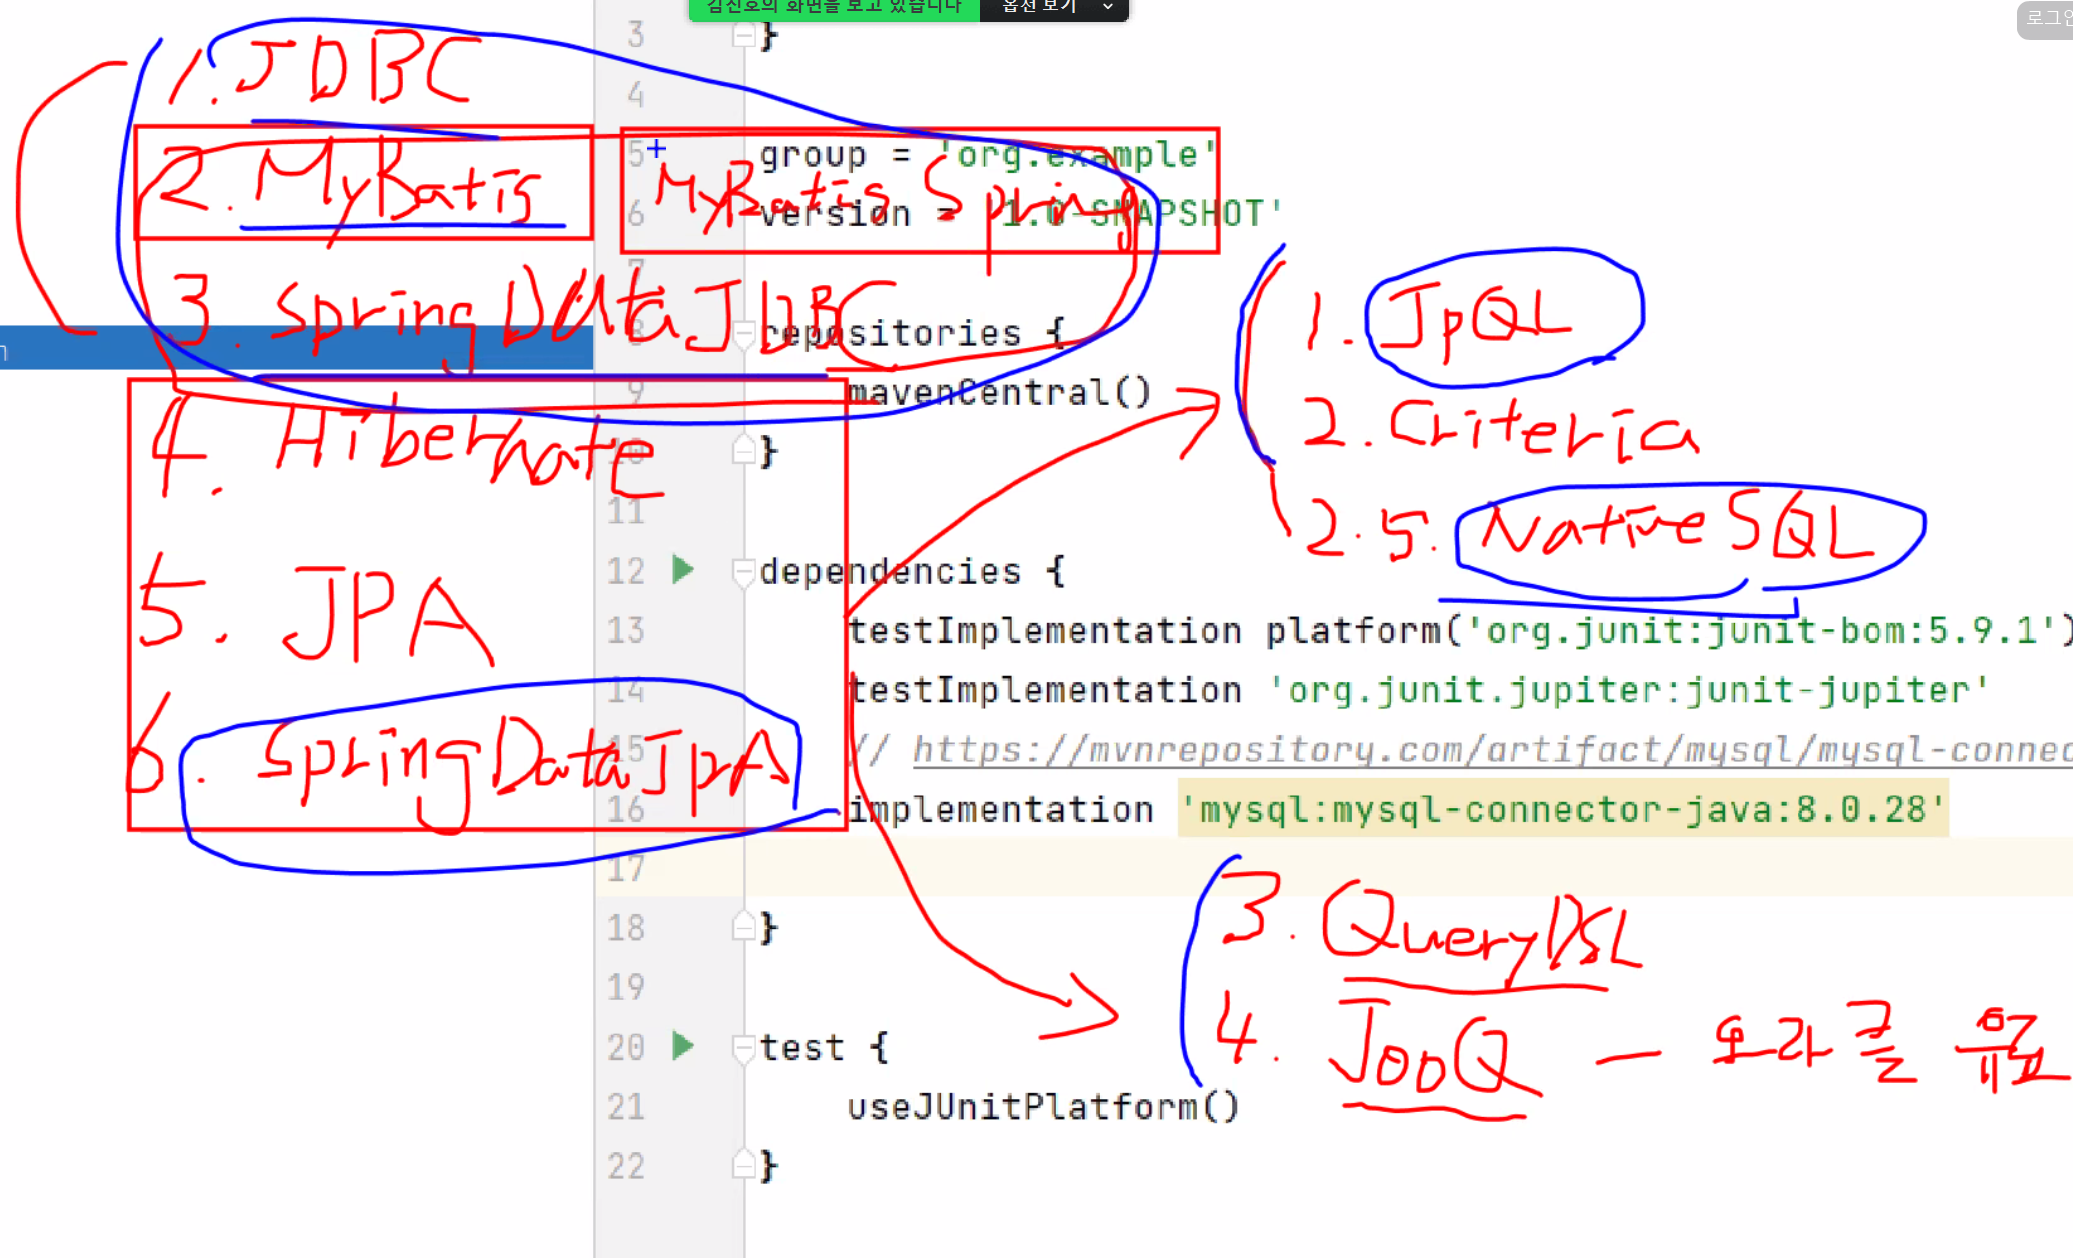 김진호의 화면을 보고 있습니다 옵션 보기
로그인
3 }
4
5 group = 'org.example'
6 version = '1.0-SNAPSHOT'
7
8 repositories {
9 mavenCentral()
10 }
11
12 dependencies {
13 testImplementation platform('org.junit:junit-bom:5.9.1')
14 testImplementation 'org.junit.jupiter:junit-jupiter'
15 // https://mvnrepository.com/artifact/mysql/mysql-connec
16 implementation 'mysql:mysql-connector-java:8.0.28'
17
18 }
19
20 test {
21 useJUnitPlatform()
22 }
1. JDBC
2. MyBatis
MyBatis Spring
3. Spring Data JDBC
4. Hibernate
5. JPA
6. Spring Data JpA
1. JpQL
2. Criteria
2.5. Native SQL
3. QueryDSL
4. JooQ - 오라클 유료